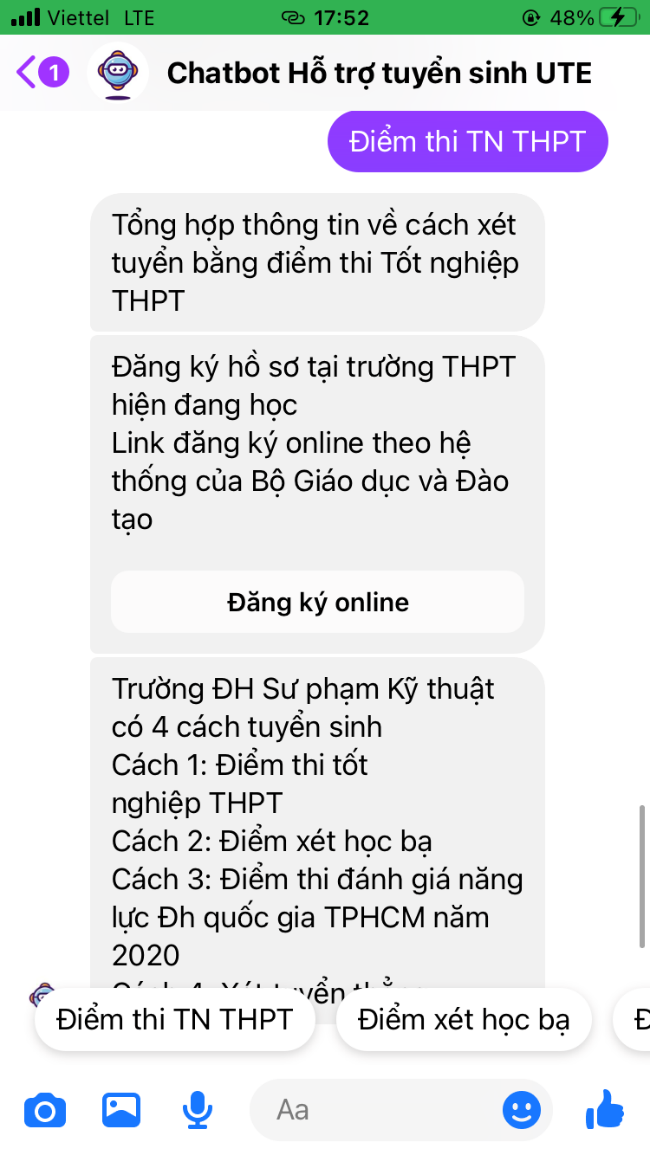 Viettel LTE 17:52 48%
1 Chatbot Hỗ trợ tuyển sinh UTE
Điểm thi TN THPT
Tổng hợp thông tin về cách xét
tuyển bằng điểm thi Tốt nghiệp
THPT
Đăng ký hồ sơ tại trường THPT
hiện đang học
Link đăng ký online theo hệ
thống của Bộ Giáo dục và Đào
tạo
Đăng ký online
Trường ĐH Sư phạm Kỹ thuật
có 4 cách tuyển sinh
Cách 1: Điểm thi tốt
nghiệp THPT
Cách 2: Điểm xét học bạ
Cách 3: Điểm thi đánh giá năng
lực Đh quốc gia TPHCM năm
2020
Điểm thi TN THPT Điểm xét học bạ
Aa